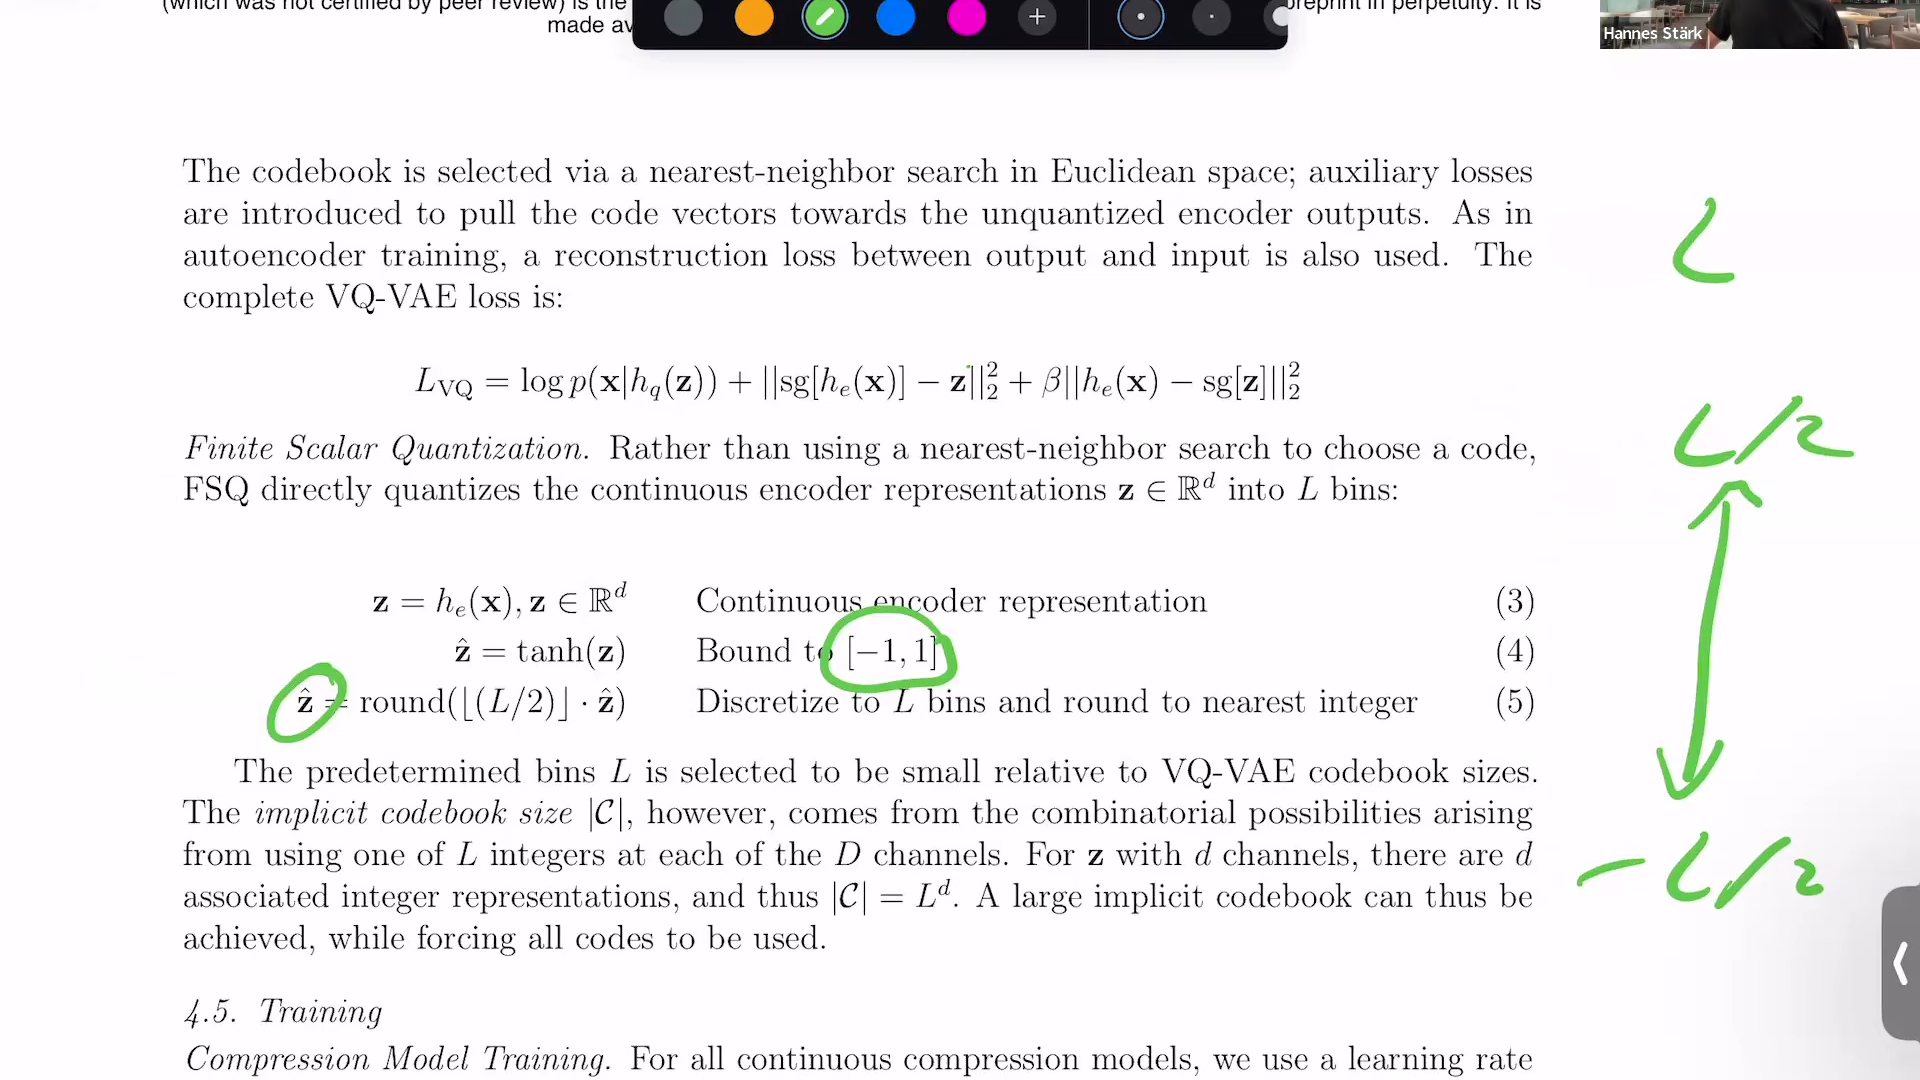 (which was not certified by peer review) is the
preprint in perpetuity. It is
made av
Hannes Stärk
The codebook is selected via a nearest-neighbor search in Euclidean space; auxiliary losses
are introduced to pull the code vectors towards the unquantized encoder outputs. As in
autoencoder training, a reconstruction loss between output and input is also used. The
complete VQ-VAE loss is:
L_VQ = log p(x|h_q(z)) + ||sg[h_e(x)] − z||₂² + β||h_e(x) − sg[z]||₂²
Finite Scalar Quantization. Rather than using a nearest-neighbor search to choose a code,
FSQ directly quantizes the continuous encoder representations z ∈ ℝ^d into L bins:
z = h_e(x), z ∈ ℝ^d Continuous encoder representation (3)
ẑ = tanh(z) Bound to [−1, 1] (4)
ẑ = round(⌊(L/2)⌋ · ẑ) Discretize to L bins and round to nearest integer (5)
The predetermined bins L is selected to be small relative to VQ-VAE codebook sizes.
The implicit codebook size |𝒞|, however, comes from the combinatorial possibilities arising
from using one of L integers at each of the D channels. For z with d channels, there are d
associated integer representations, and thus |𝒞| = L^d. A large implicit codebook can thus be
achieved, while forcing all codes to be used.
4.5. Training
Compression Model Training. For all continuous compression models, we use a learning rate
L
L/2
−L/2